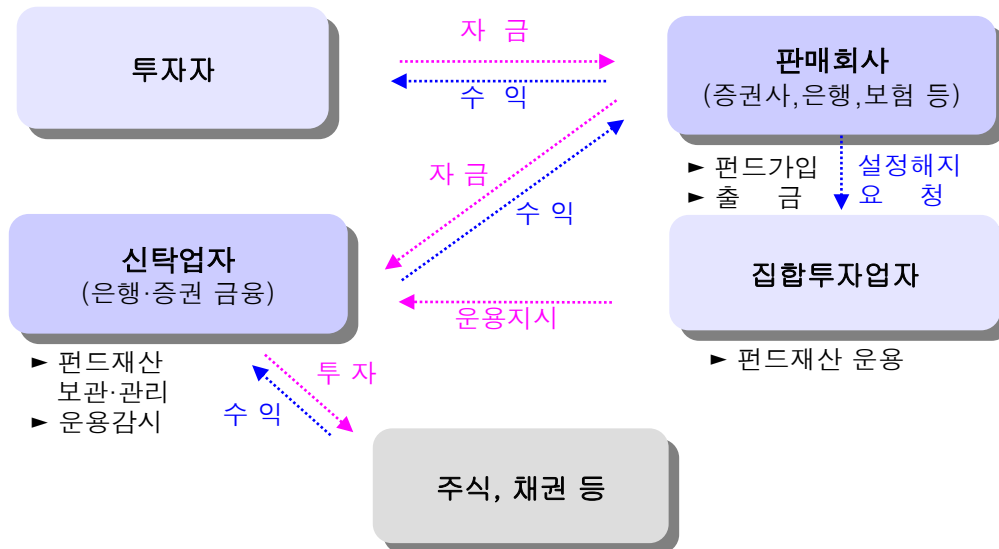 투자자
자 금
수 익
판매회사
(증권사,은행,보험 등)
► 펀드가입
► 출 금
설정해지
요 청
자 금
수 익
신탁업자
(은행·증권 금융)
► 펀드재산
보관·관리
► 운용감시
운용지시
집합투자업자
► 펀드재산 운용
투 자
수 익
주식, 채권 등